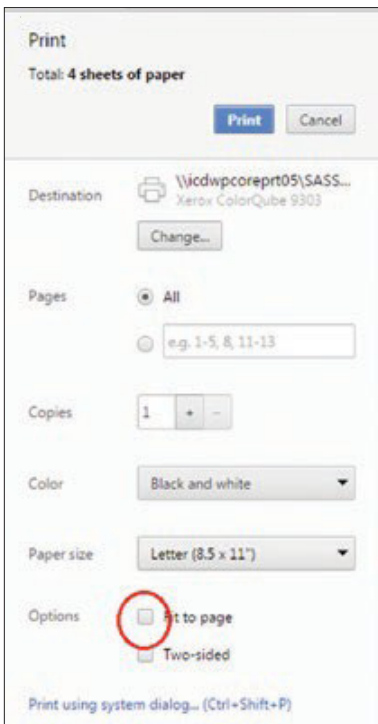 Print
Total: 4 sheets of paper
Print Cancel
Destination \\icdwpcoreprt05\SASS...
Xerox ColorQube 9303
Change...
Pages All
e.g. 1-5, 8, 11-13
Copies 1 + -
Color Black and white
Paper size Letter (8.5 x 11")
Options Fit to page
Two-sided
Print using system dialog... (Ctrl+Shift+P)